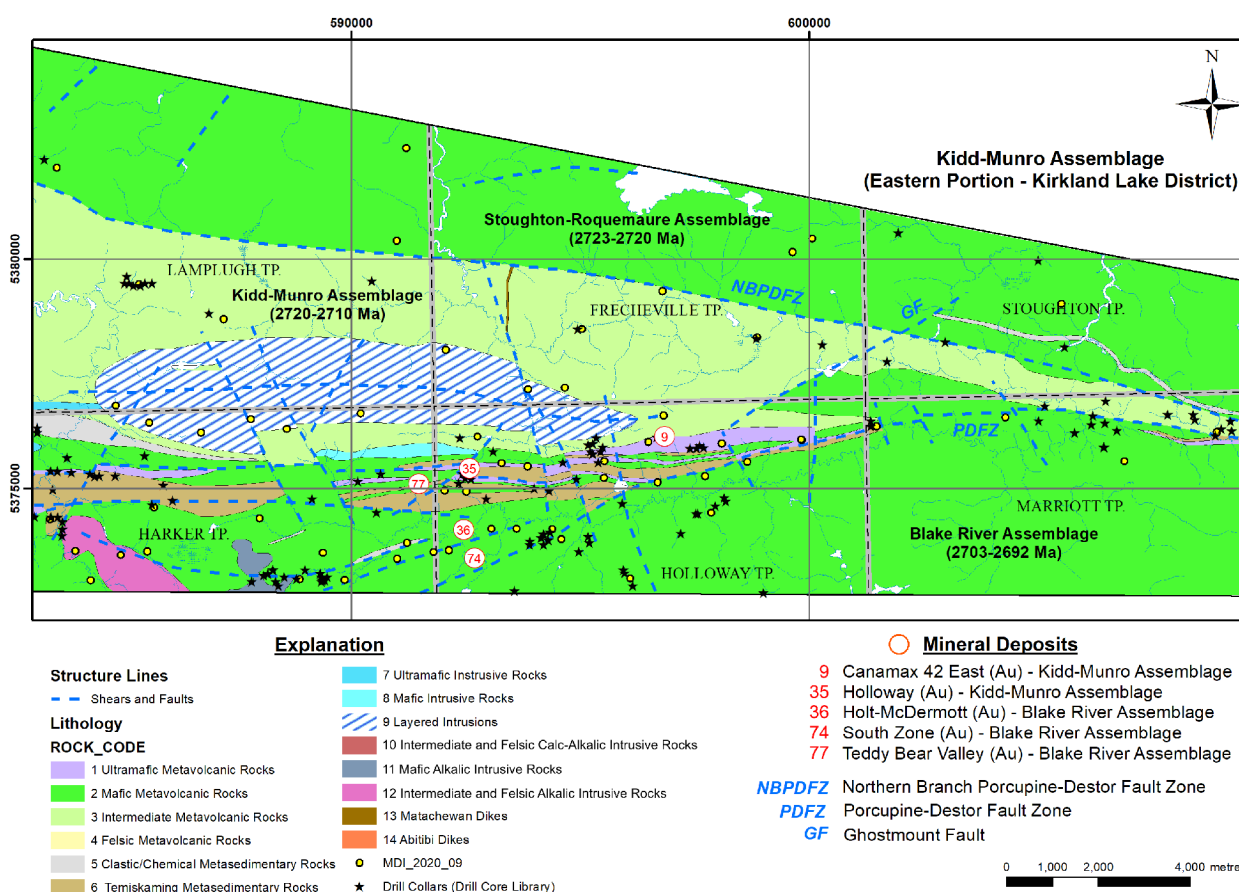 590000
600000
N
Kidd-Munro Assemblage
(Eastern Portion - Kirkland Lake District)
Stoughton-Roquemaure Assemblage
(2723-2720 Ma)
5380000
LAMPLUGH TP.
Kidd-Munro Assemblage
(2720-2710 Ma)
NBPDFZ
FRECHEVILLE TP.
GF
STOUGHTON TP.
9
PDFZ
35
77
5375000
36
74
HARKER TP.
MARRIOTT TP.
Blake River Assemblage
(2703-2692 Ma)
HOLLOWAY TP.
Explanation
Structure Lines
Shears and Faults
Lithology
ROCK_CODE
1 Ultramafic Metavolcanic Rocks
2 Mafic Metavolcanic Rocks
3 Intermediate Metavolcanic Rocks
4 Felsic Metavolcanic Rocks
5 Clastic/Chemical Metasedimentary Rocks
6 Temiskaming Metasedimentary Rocks
7 Ultramafic Instrusive Rocks
8 Mafic Intrusive Rocks
9 Layered Intrusions
10 Intermediate and Felsic Calc-Alkalic Intrusive Rocks
11 Mafic Alkalic Intrusive Rocks
12 Intermediate and Felsic Alkalic Intrusive Rocks
13 Matachewan Dikes
14 Abitibi Dikes
MDI_2020_09
Drill Collars (Drill Core Library)
Mineral Deposits
9 Canamax 42 East (Au) - Kidd-Munro Assemblage
35 Holloway (Au) - Kidd-Munro Assemblage
36 Holt-McDermott (Au) - Blake River Assemblage
74 South Zone (Au) - Blake River Assemblage
77 Teddy Bear Valley (Au) - Blake River Assemblage
NBPDFZ Northern Branch Porcupine-Destor Fault Zone
PDFZ Porcupine-Destor Fault Zone
GF Ghostmount Fault
0 1,000 2,000 4,000 metre